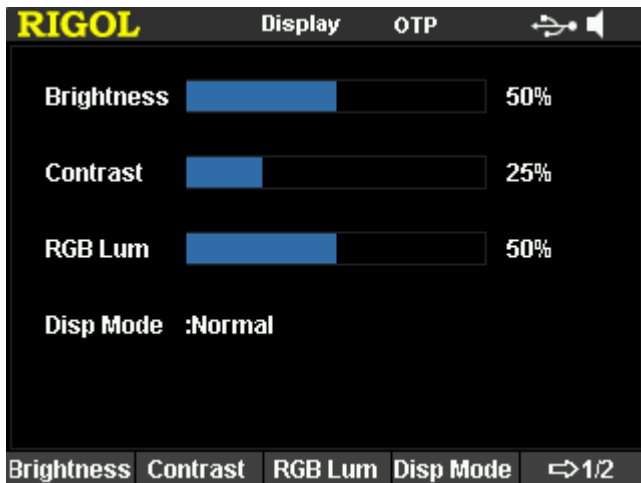 RIGOL Display OTP
Brightness 50%
Contrast 25%
RGB Lum 50%
Disp Mode :Normal
Brightness Contrast RGB Lum Disp Mode ⇨1/2